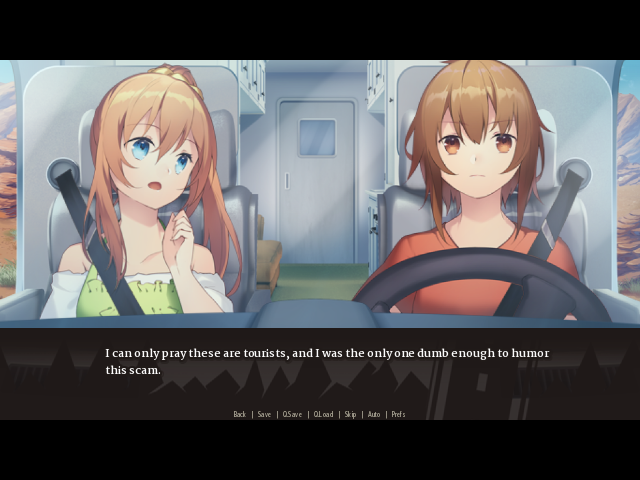 I can only pray these are tourists, and I was the only one dumb enough to humor
this scam.
Back | Save | Q.Save | Q.Load | Skip | Auto | Prefs